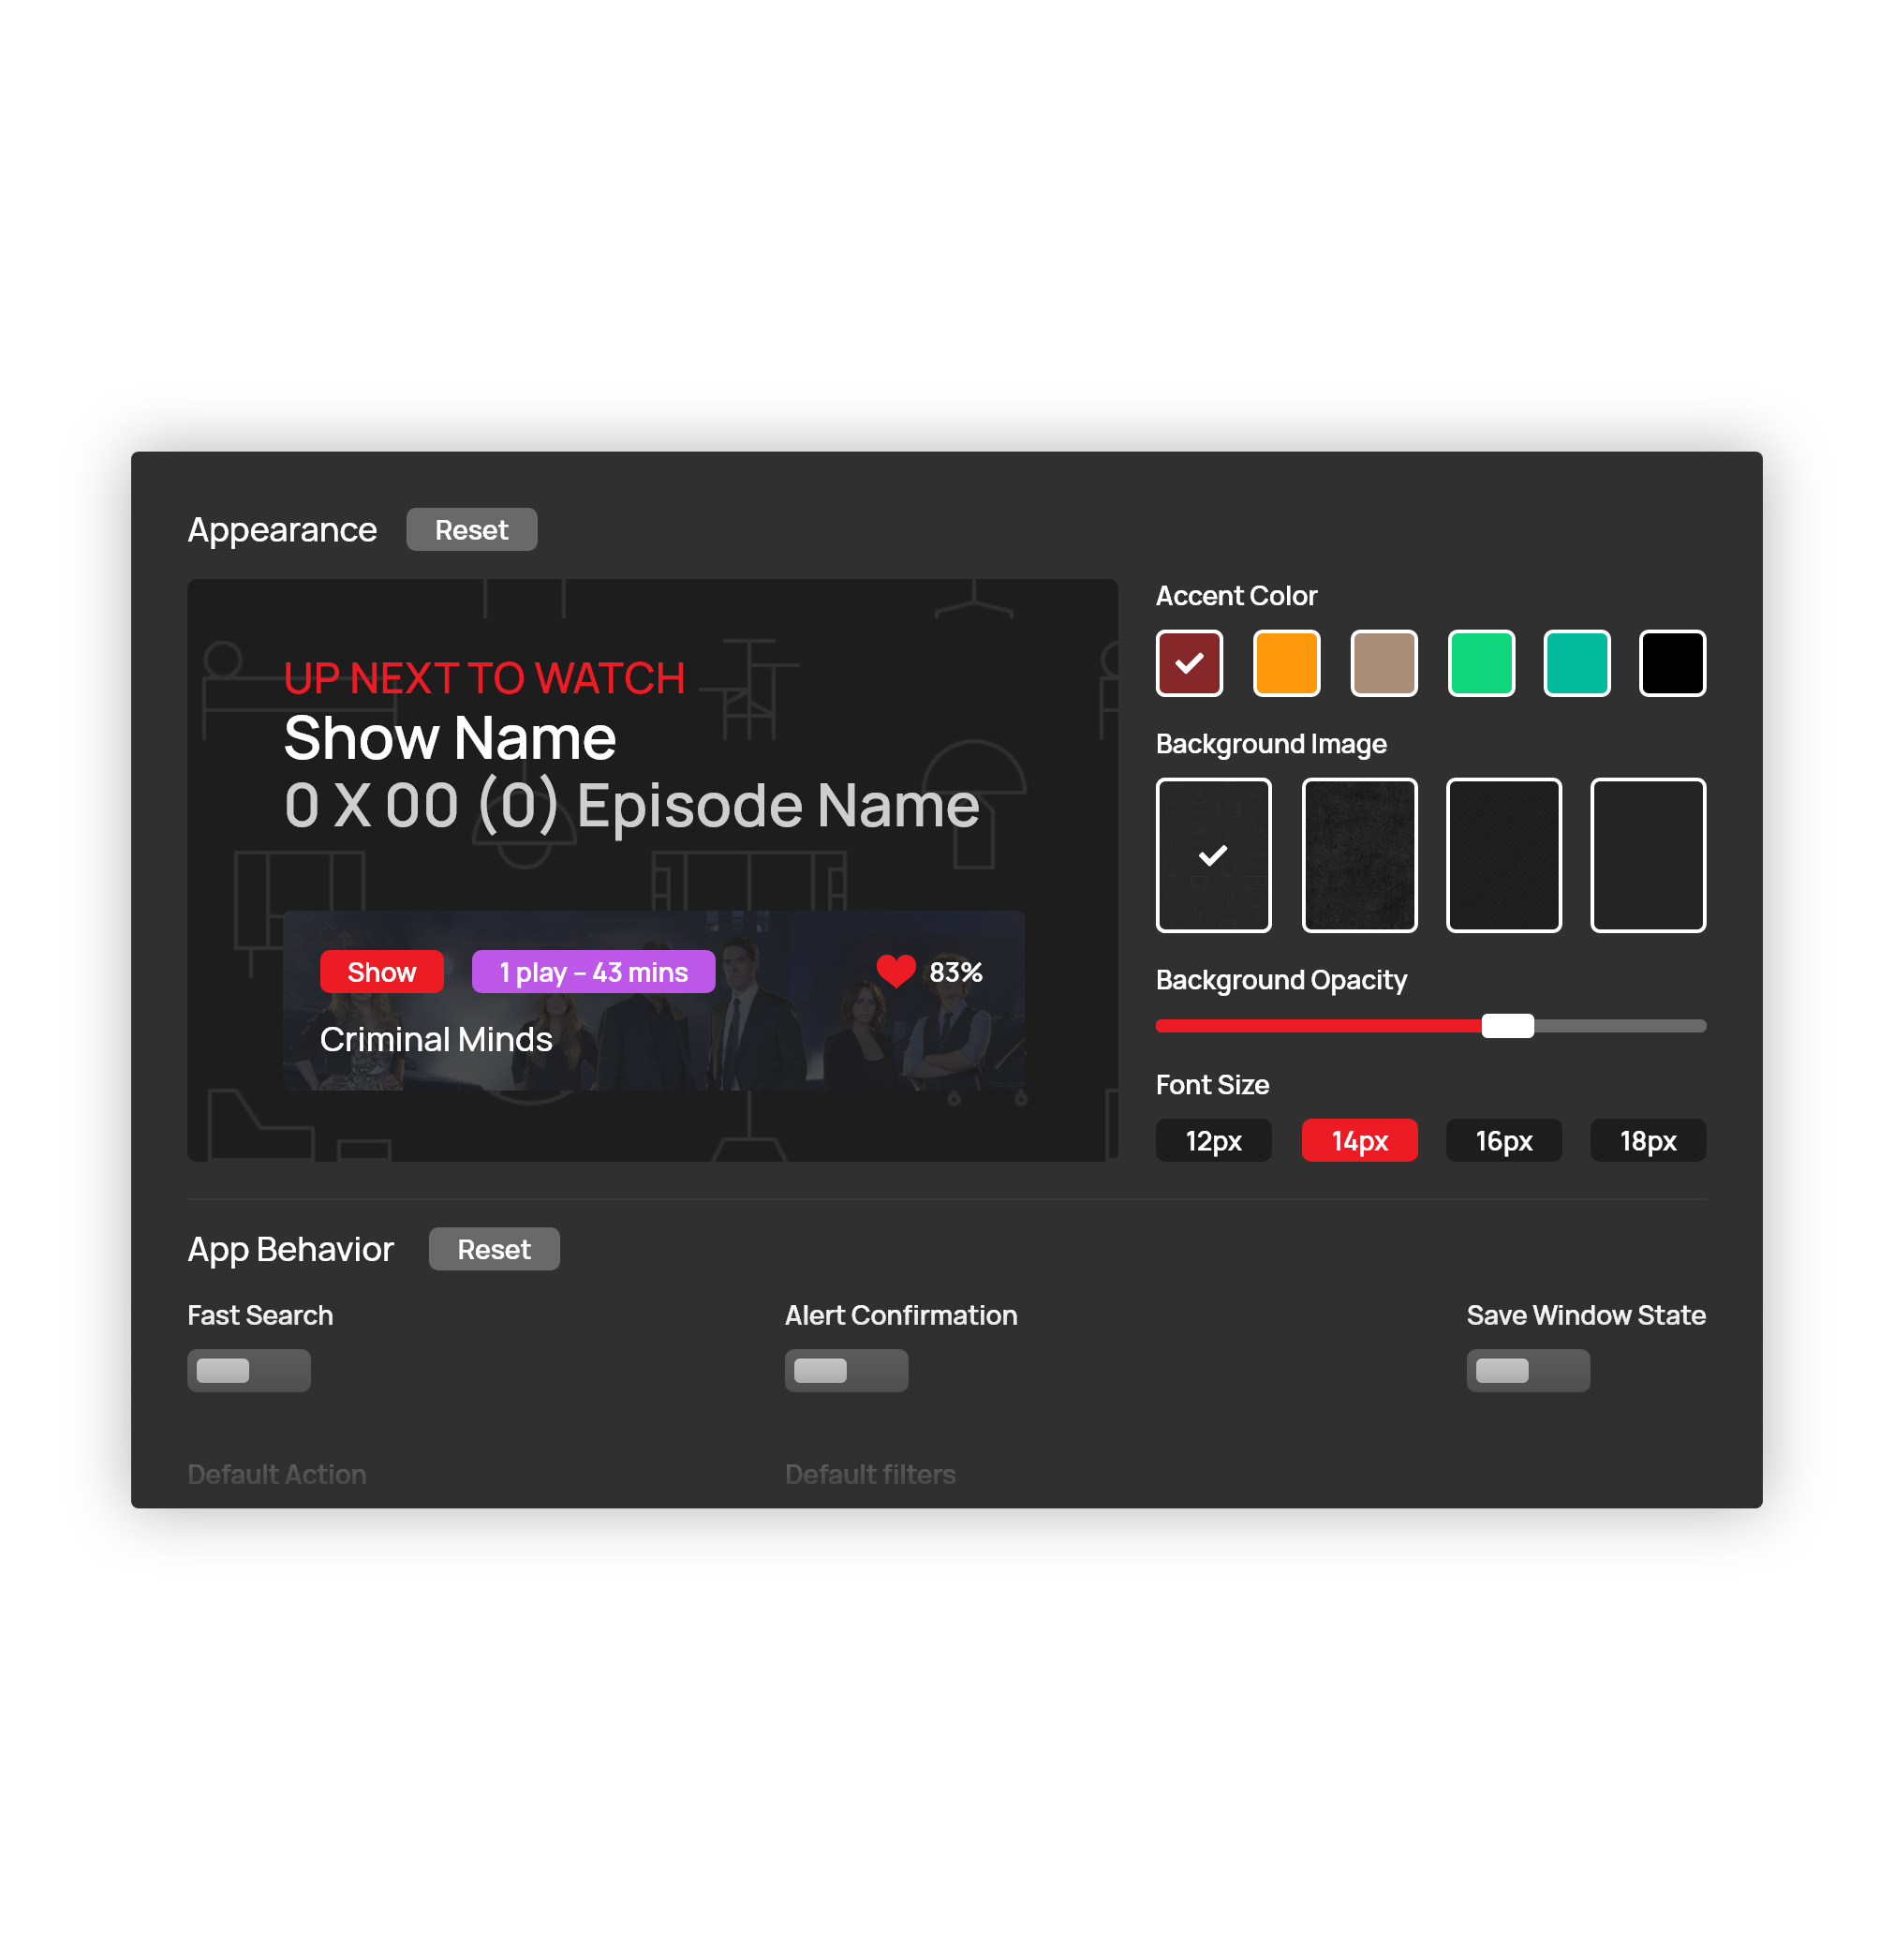 Appearance
Reset
UP NEXT TO WATCH
Show Name
0 X 00 (0) Episode Name
Show
1 play – 43 mins
83%
Criminal Minds
Accent Color
Background Image
Background Opacity
Font Size
12px
14px
16px
18px
App Behavior
Reset
Fast Search
Alert Confirmation
Save Window State
Default Action
Default filters